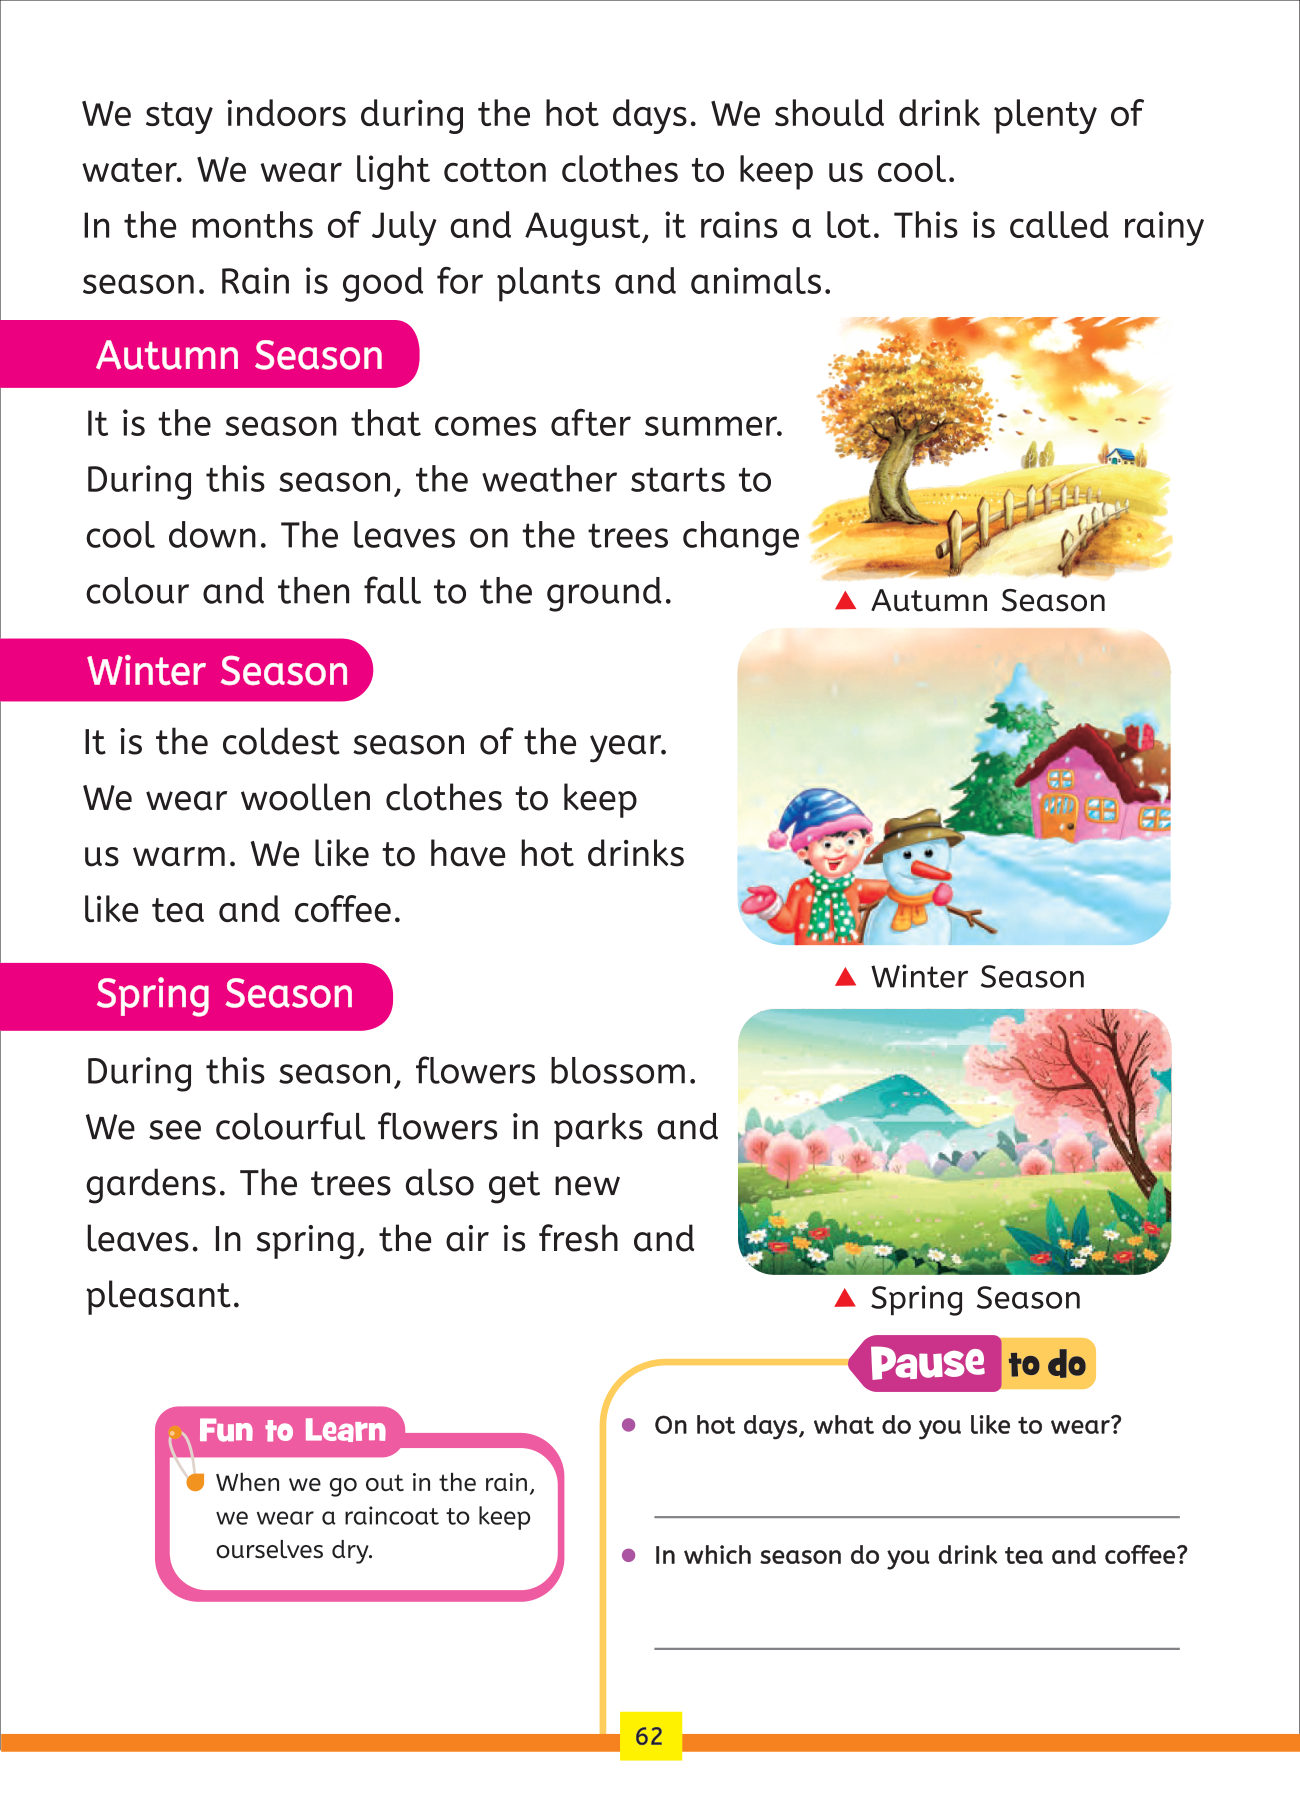 We stay indoors during the hot days. We should drink plenty of
water. We wear light cotton clothes to keep us cool.
In the months of July and August, it rains a lot. This is called rainy
season. Rain is good for plants and animals.
Autumn Season
It is the season that comes after summer.
During this season, the weather starts to
cool down. The leaves on the trees change
colour and then fall to the ground.
▲ Autumn Season
Winter Season
It is the coldest season of the year.
We wear woollen clothes to keep
us warm. We like to have hot drinks
like tea and coffee.
▲ Winter Season
Spring Season
During this season, flowers blossom.
We see colourful flowers in parks and
gardens. The trees also get new
leaves. In spring, the air is fresh and
pleasant.
▲ Spring Season
Fun to Learn
When we go out in the rain,
we wear a raincoat to keep
ourselves dry.
Pause to do
• On hot days, what do you like to wear?
• In which season do you drink tea and coffee?
62